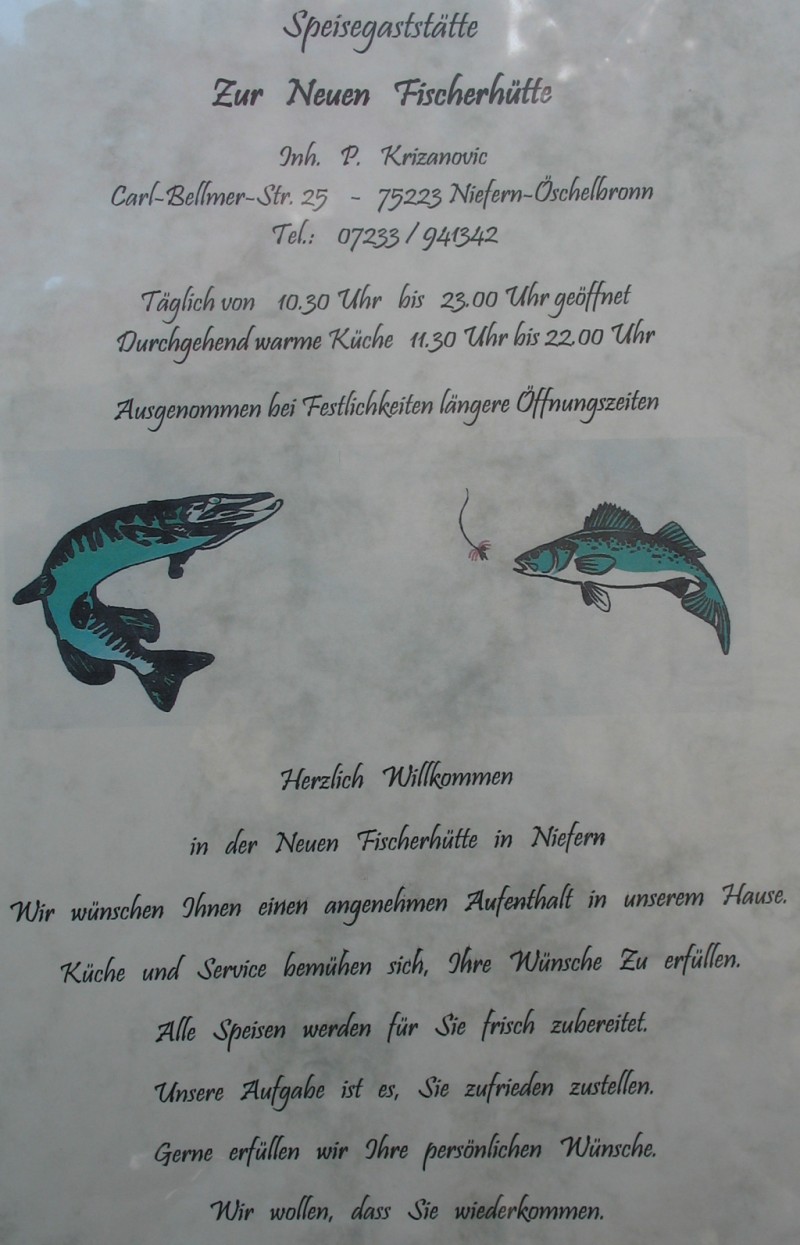 Speisegaststätte
Zur Neuen Fischerhütte
Inh. P. Krizanovic
Carl-Bellmer-Str. 25 - 75223 Niefern-Öschelbronn
Tel.: 07233 / 941342
Täglich von 10.30 Uhr bis 23.00 Uhr geöffnet
Durchgehend warme Küche 11.30 Uhr bis 22.00 Uhr
Ausgenommen bei Festlichkeiten längere Öffnungszeiten
Herzlich Willkommen
in der Neuen Fischerhütte in Niefern
Wir wünschen Ihnen einen angenehmen Aufenthalt in unserem Hause.
Küche und Service bemühen sich, Ihre Wünsche Zu erfüllen.
Alle Speisen werden für Sie frisch zubereitet.
Unsere Aufgabe ist es, Sie zufrieden zustellen.
Gerne erfüllen wir Ihre persönlichen Wünsche.
Wir wollen, dass Sie wiederkommen.